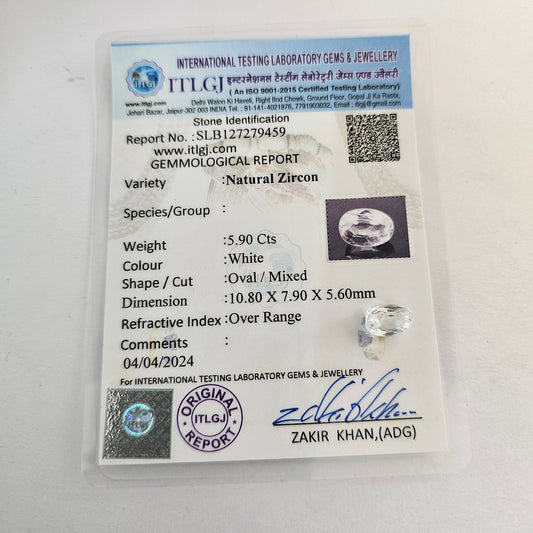 INTERNATIONAL TESTING LABORATORY GEMS & JEWELLERY
ITLGJ इन्टरनेशनल टेस्टींग लेबोरेट्री जेम्स एण्ड ज्वैलरी
( An ISO 9001-2015 Certified Testing Laboratory)
www.itlgj.com Delhi Walon Ki Haveli, Right IInd Chowk, Ground Floor, Gopal Ji Ka Rasta,
Johari Bazar, Jaipur-302 003 INDIA Tel : 91-141-4021976, 7791903032, Email : itlgj@gmail.com
Stone Identification
Report No. :SLB127279459
www.itlgj.com
GEMMOLOGICAL REPORT
Variety :Natural Zircon
Species/Group :
Weight :5.90 Cts
Colour :White
Shape / Cut :Oval / Mixed
Dimension :10.80 X 7.90 X 5.60mm
Refractive Index :Over Range
Comments :
04/04/2024
For INTERNATIONAL TESTING LABORATORY GEMS & JEWELLERY
ITLGJ
ORIGINAL
ITLGJ
REPORT
ZAKIR KHAN,(ADG)